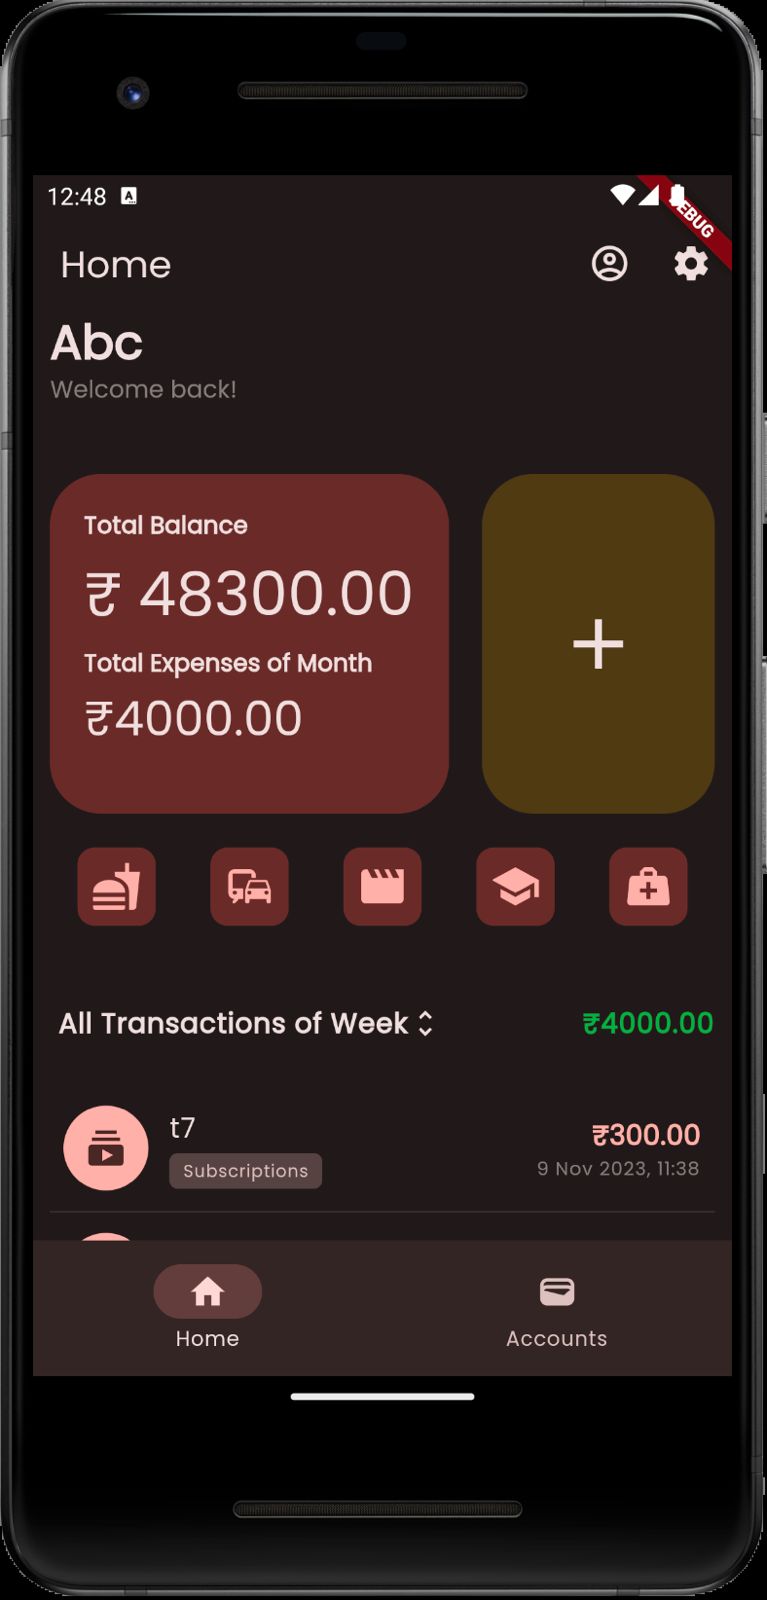 12:48 A
EBUG
Home
Abc
Welcome back!
Total Balance
₹ 48300.00
Total Expenses of Month
₹4000.00
All Transactions of Week
₹4000.00
t7
₹300.00
Subscriptions
9 Nov 2023, 11:38
Home
Accounts